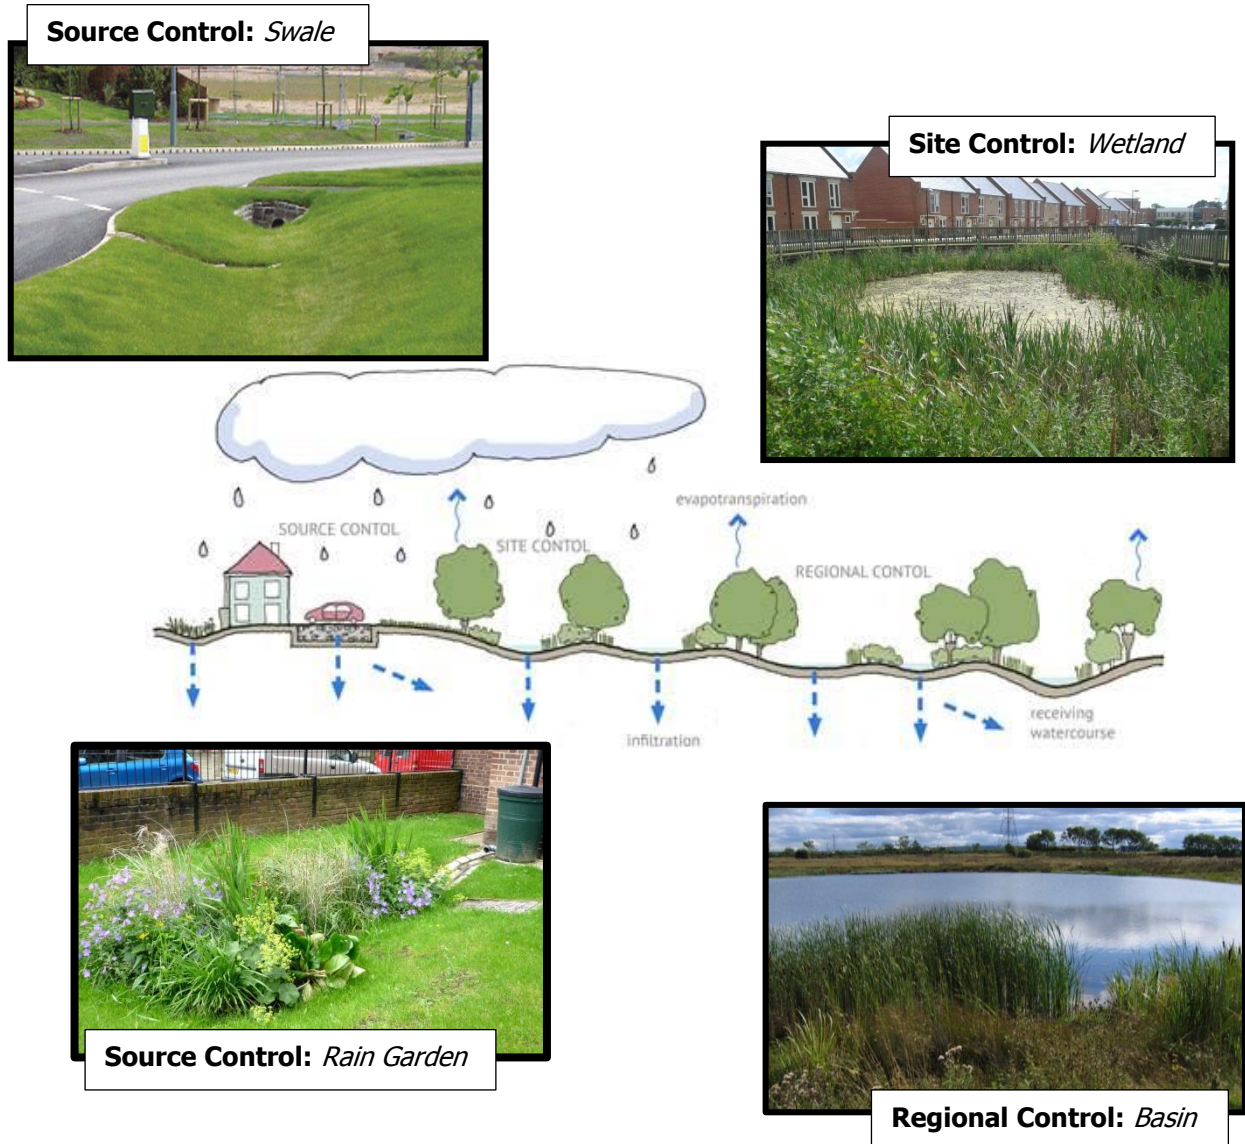 Source Control: Swale
Site Control: Wetland
evapotranspiration
SOURCE CONTOL
SITE CONTOL
REGIONAL CONTOL
receiving
watercourse
infiltration
Source Control: Rain Garden
Regional Control: Basin